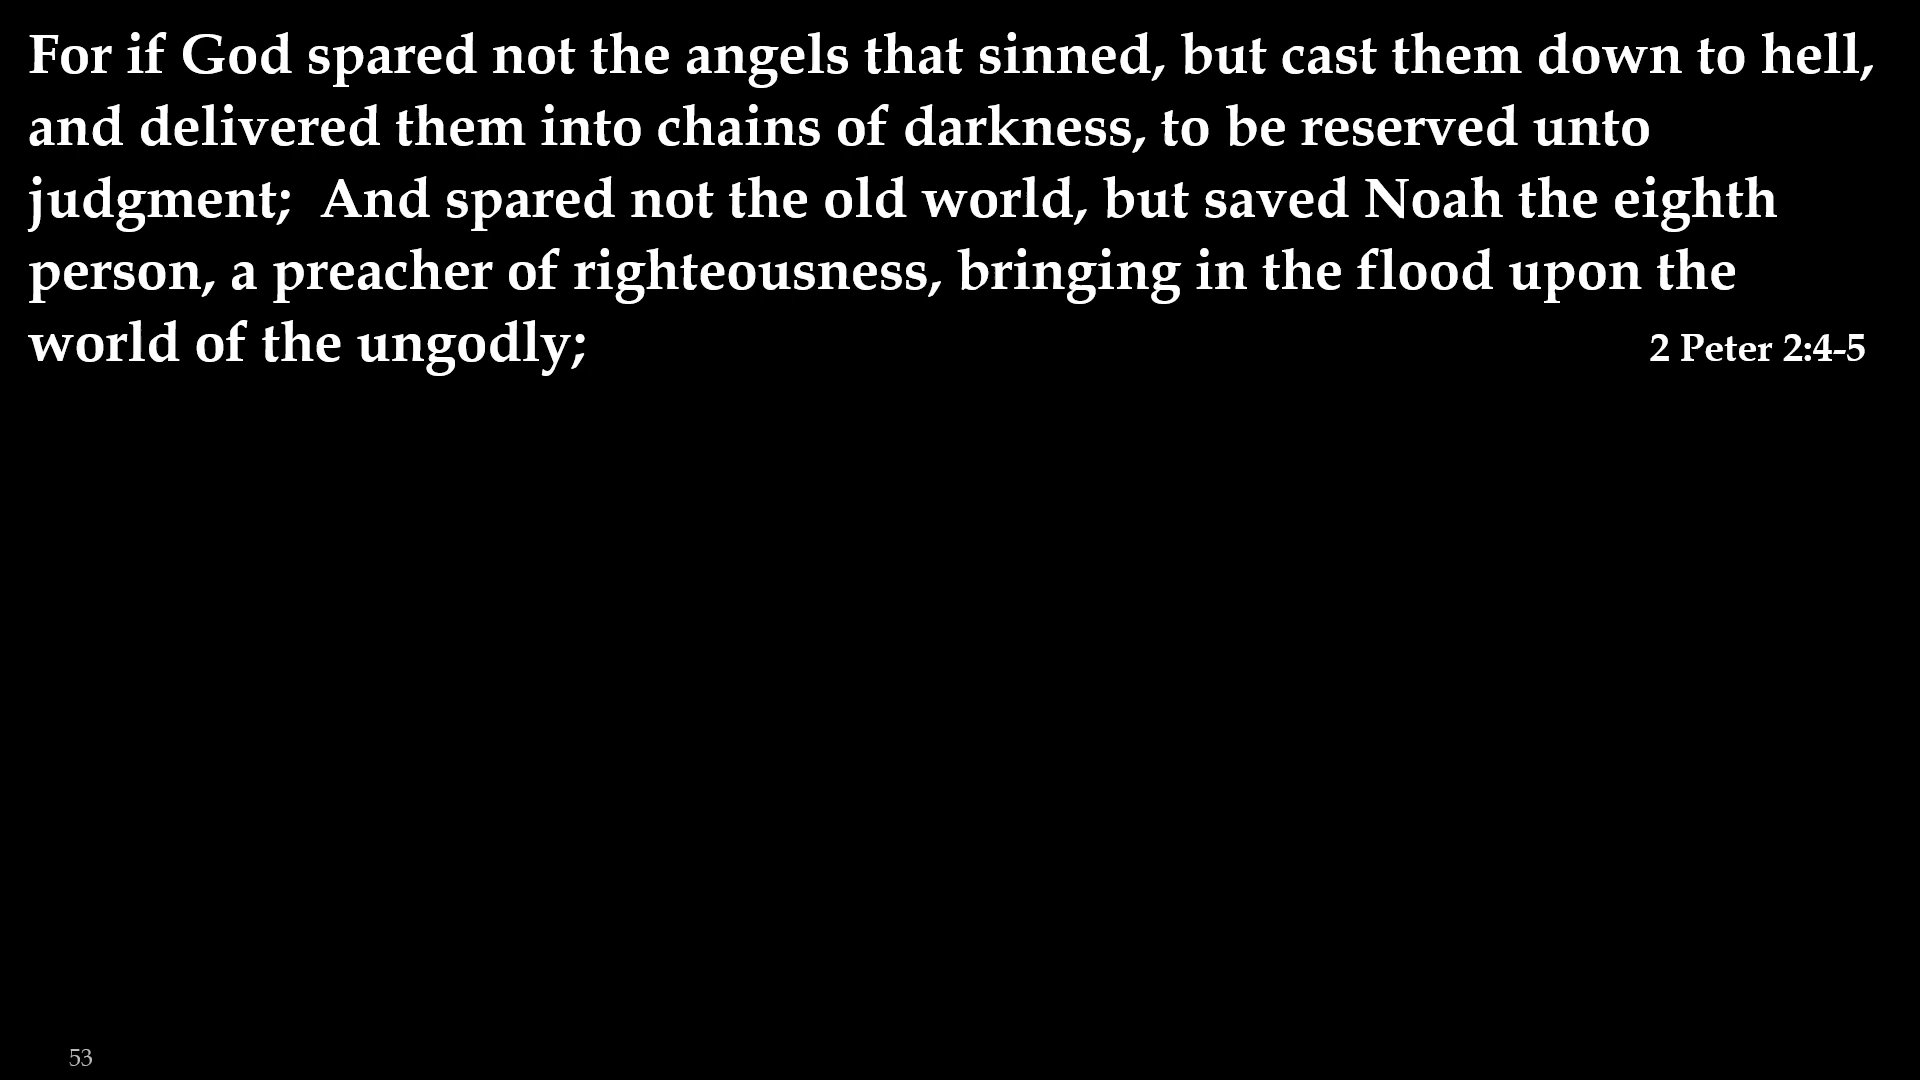 For if God spared not the angels that sinned, but cast them down to hell,
and delivered them into chains of darkness, to be reserved unto
judgment;  And spared not the old world, but saved Noah the eighth
person, a preacher of righteousness, bringing in the flood upon the
world of the ungodly; 2 Peter 2:4-5
53